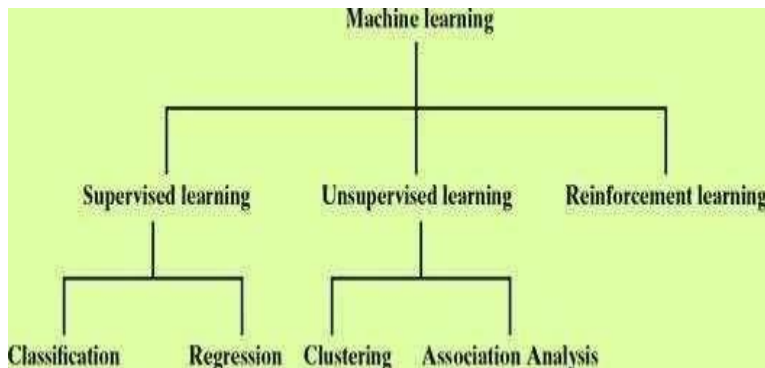 Machine learning
Supervised learning Unsupervised learning Reinforcement learning
Classification Regression Clustering Association Analysis